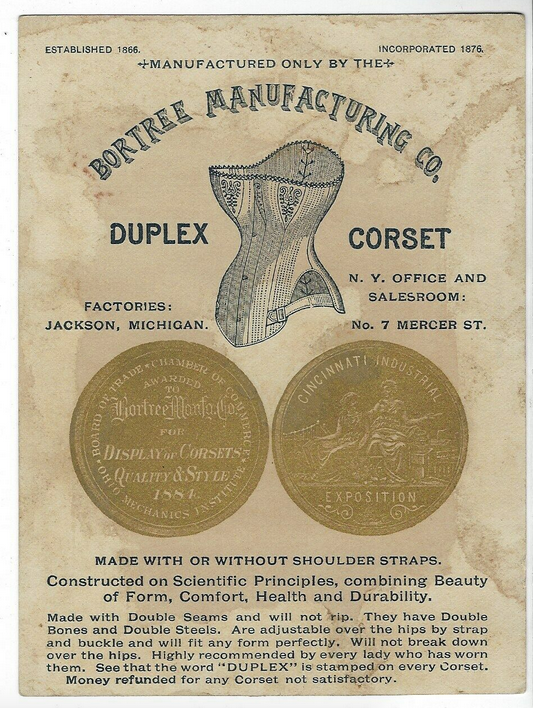 ESTABLISHED 1866.
INCORPORATED 1876.
MANUFACTURED ONLY BY THE
BORTREE MANUFACTURING CO,
DUPLEX CORSET
N. Y. OFFICE AND
SALESROOM:
No. 7 MERCER ST.
FACTORIES:
JACKSON, MICHIGAN.
BOARD OF TRADE • CHAMBER OF COMMERCE
OHIO MECHANICS INSTITUTE
AWARDED
TO
Bortree Manfg. Co.
FOR
DISPLAY OF CORSETS
QUALITY & STYLE
1884.
CINCINNATI INDUSTRIAL
EXPOSITION
MADE WITH OR WITHOUT SHOULDER STRAPS.
Constructed on Scientific Principles, combining Beauty
of Form, Comfort, Health and Durability.
Made with Double Seams and will not rip. They have Double
Bones and Double Steels. Are adjustable over the hips by strap
and buckle and will fit any form perfectly. Will not break down
over the hips. Highly recommended by every lady who has worn
them. See that the word "DUPLEX" is stamped on every Corset.
Money refunded for any Corset not satisfactory.